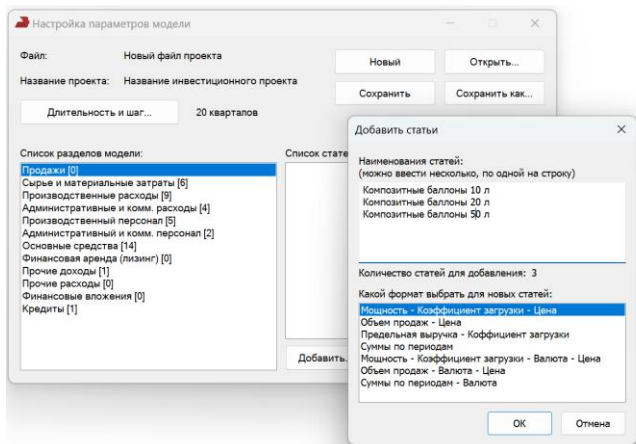 Настройка параметров модели
Файл: Новый файл проекта
Новый Открыть...
Название проекта: Название инвестиционного проекта
Сохранить Сохранить как...
Длительность и шаг... 20 кварталов
Список разделов модели: Список стате
Продажи [0]
Сырье и материальные затраты [6]
Производственные расходы [9]
Административные и комм. расходы [4]
Производственный персонал [5]
Административный и комм. персонал [2]
Основные средства [14]
Финансовая аренда (лизинг) [0]
Прочие доходы [1]
Прочие расходы [0]
Финансовые вложения [0]
Кредиты [1]
Добавить.
Добавить статьи
Наименования статей:
(можно ввести несколько, по одной на строку)
Композитные баллоны 10 л
Композитные баллоны 20 л
Композитные баллоны 50 л
Количество статей для добавления: 3
Какой формат выбрать для новых статей:
Мощность - Коэффициент загрузки - Цена
Объем продаж - Цена
Предельная выручка - Коффициент загрузки
Суммы по периодам
Мощность - Коэффициент загрузки - Валюта - Цена
Объем продаж - Валюта - Цена
Суммы по периодам - Валюта
ОК Отмена